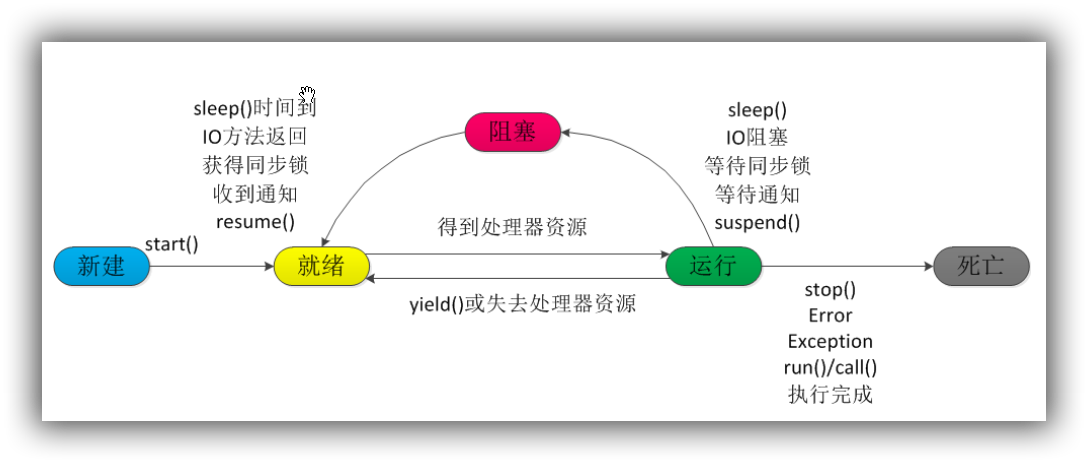 sleep()时间到
IO方法返回
获得同步锁
收到通知
resume()
阻塞
sleep()
IO阻塞
等待同步锁
等待通知
suspend()
start()
得到处理器资源
新建
就绪
运行
死亡
yield()或失去处理器资源
stop()
Error
Exception
run()/call()
执行完成